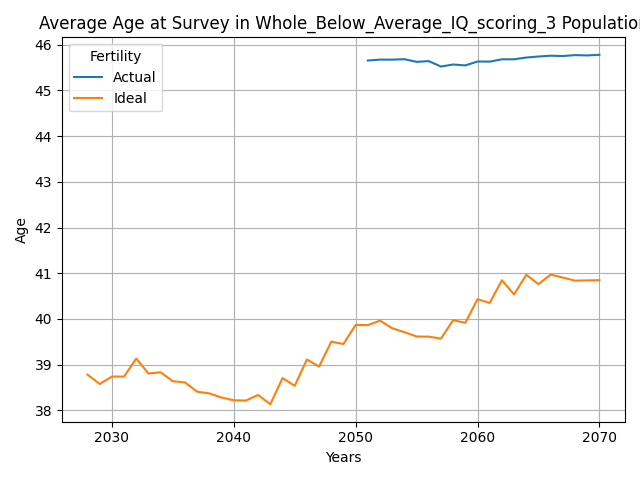 Average Age at Survey in Whole_Below_Average_IQ_scoring_3 Population
Fertility
Actual
Ideal
46
45
44
43
42
41
40
39
38
Age
2030 2040 2050 2060 2070
Years